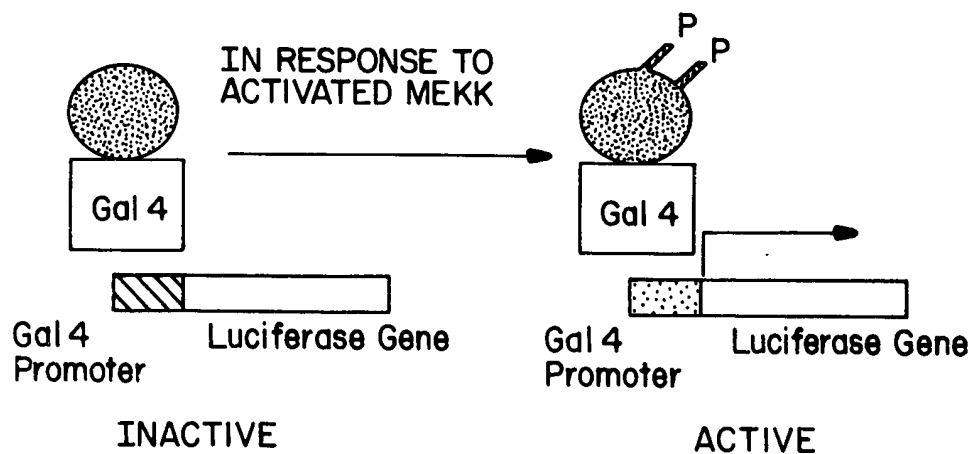 P
P
IN RESPONSE TO
ACTIVATED MEKK
Gal 4
Gal 4
Gal 4
Promoter
Luciferase Gene
Gal 4
Promoter
Luciferase Gene
INACTIVE
ACTIVE